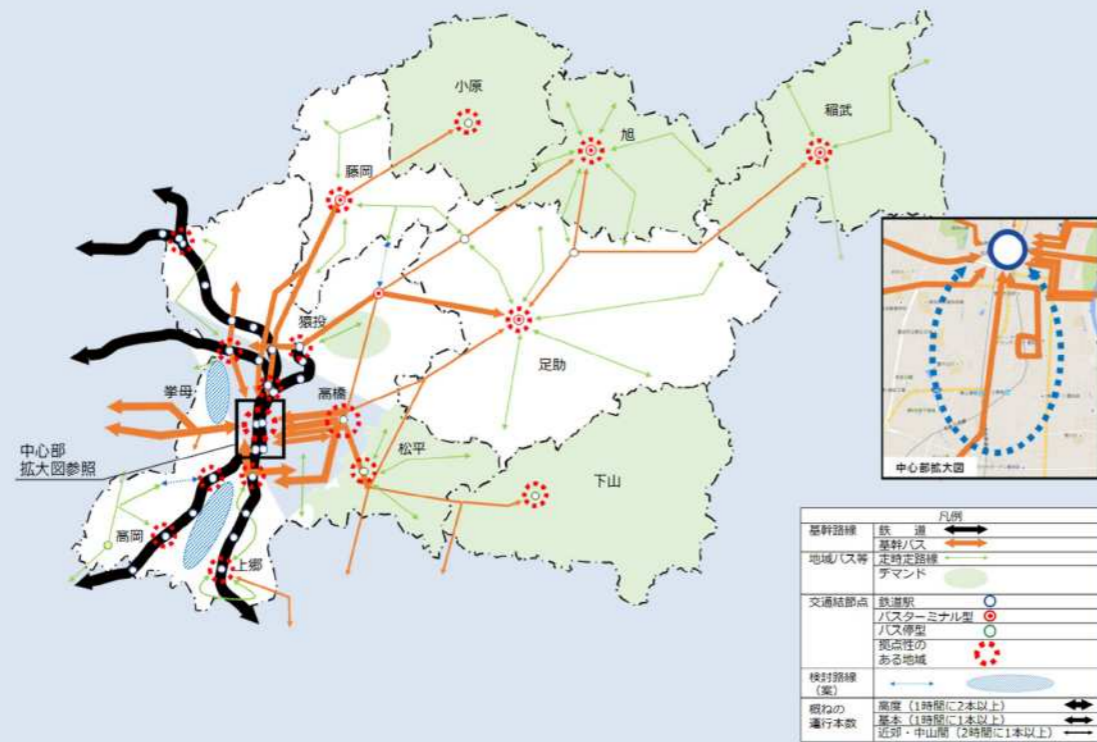 小原
旭
稲武
藤岡
猿投
足助
挙母
高橋
松平
下山
中心部
拡大図参照
高岡
上郷
中心部拡大図
凡例
基幹路線
鉄　道
基幹バス
地域バス等
定時定路線
デマンド
交通結節点
鉄道駅
バスターミナル型
バス停型
拠点性の
ある地域
検討路線
（案）
概ねの
運行本数
高度（1時間に2本以上）
基本（1時間に1本以上）
近郊・中山間（2時間に1本以上）